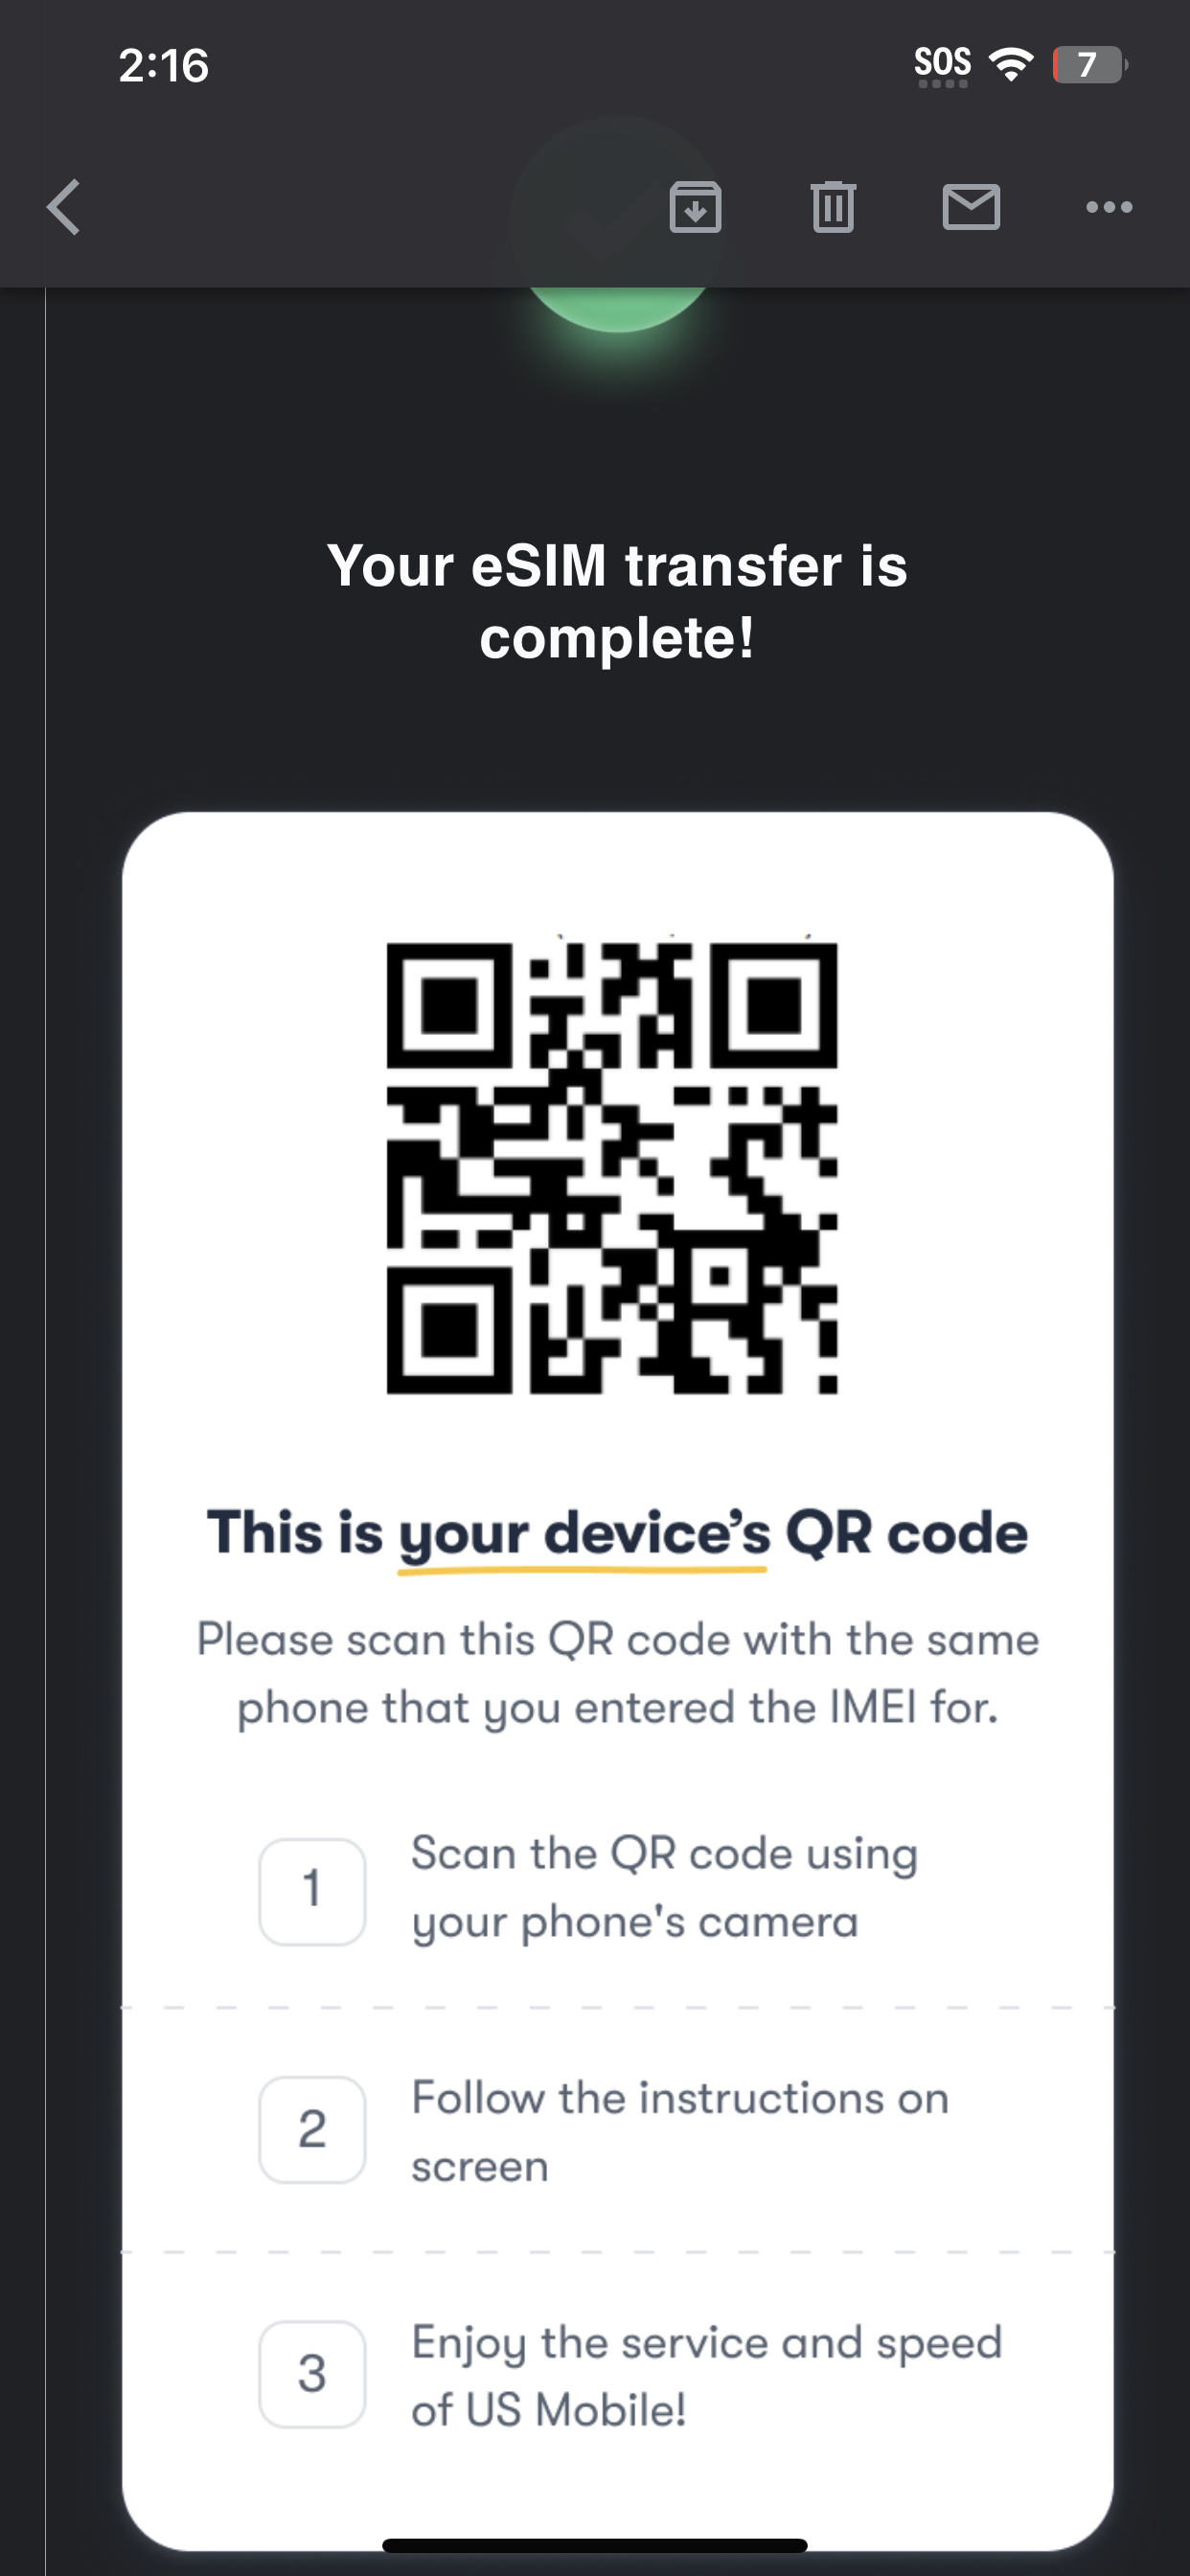 2:16
SOS
7
Your eSIM transfer is
complete!
This is your device’s QR code
Please scan this QR code with the same
phone that you entered the IMEI for.
1
Scan the QR code using
your phone's camera
2
Follow the instructions on
screen
3
Enjoy the service and speed
of US Mobile!